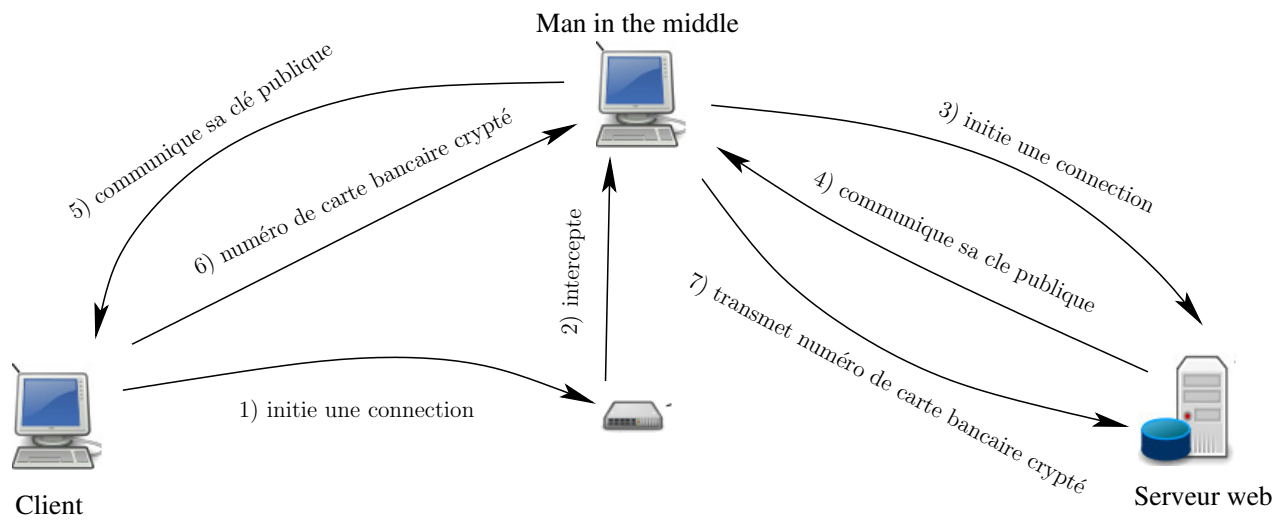 Man in the middle
5) communique sa clé publique
6) numéro de carte bancaire crypté
3) initie une connection
4) communique sa cle publique
2) intercepte
7) transmet numéro de carte bancaire crypté
1) initie une connection
Client
Serveur web